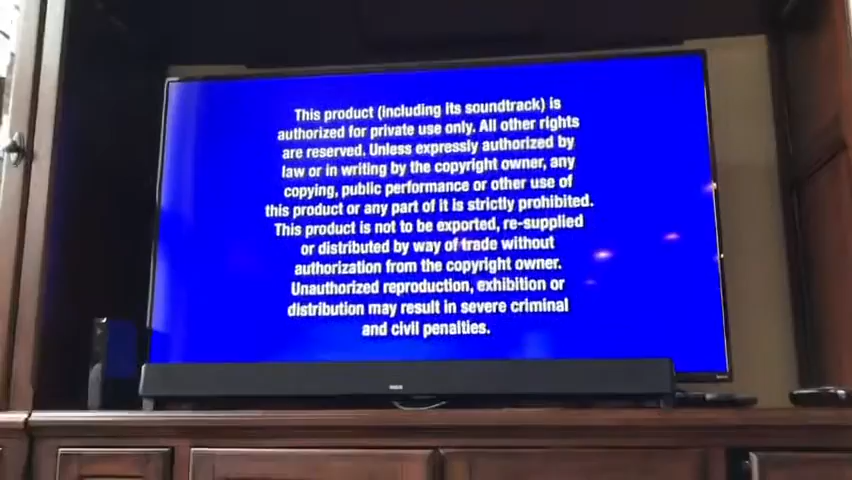 This product (including its soundtrack) is
authorized for private use only. All other rights
are reserved. Unless expressly authorized by
law or in writing by the copyright owner, any
copying, public performance or other use of
this product or any part of it is strictly prohibited.
This product is not to be exported, re-supplied
or distributed by way of trade without
authorization from the copyright owner.
Unauthorized reproduction, exhibition or
distribution may result in severe criminal
and civil penalties.